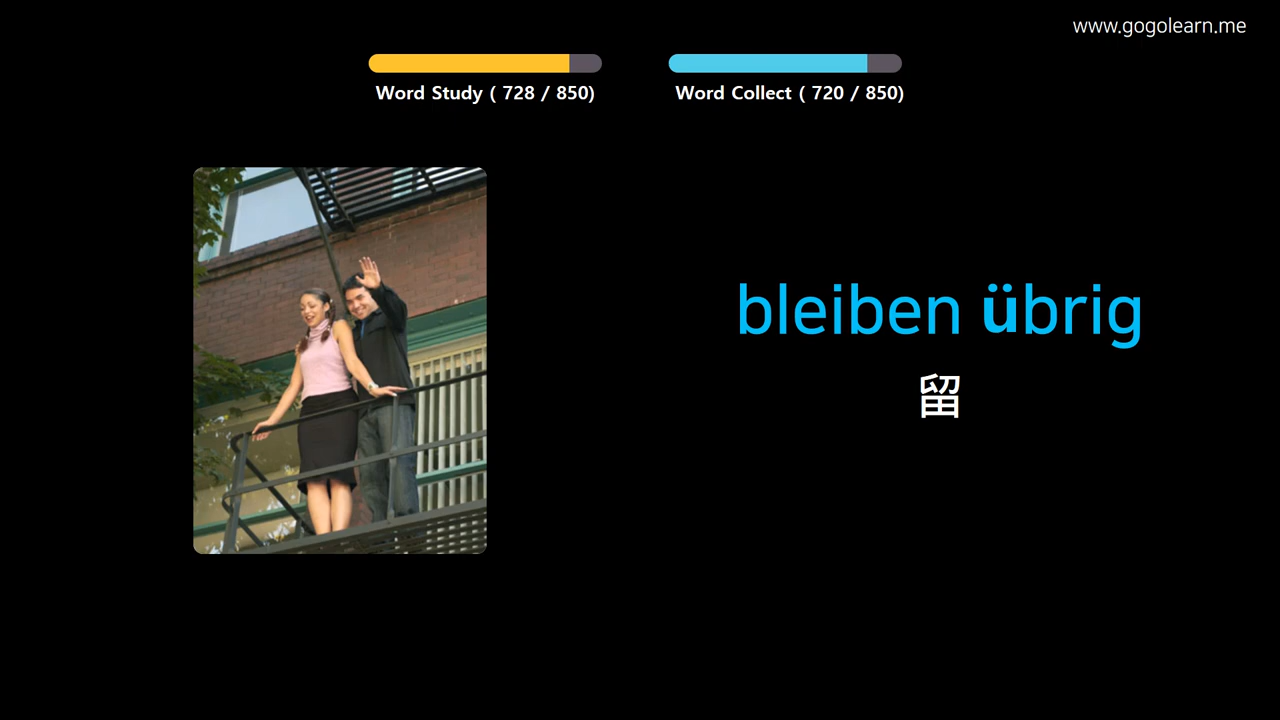 www.gogolearn.me
Word Study ( 728 / 850)
Word Collect ( 720 / 850)
bleiben übrig
留